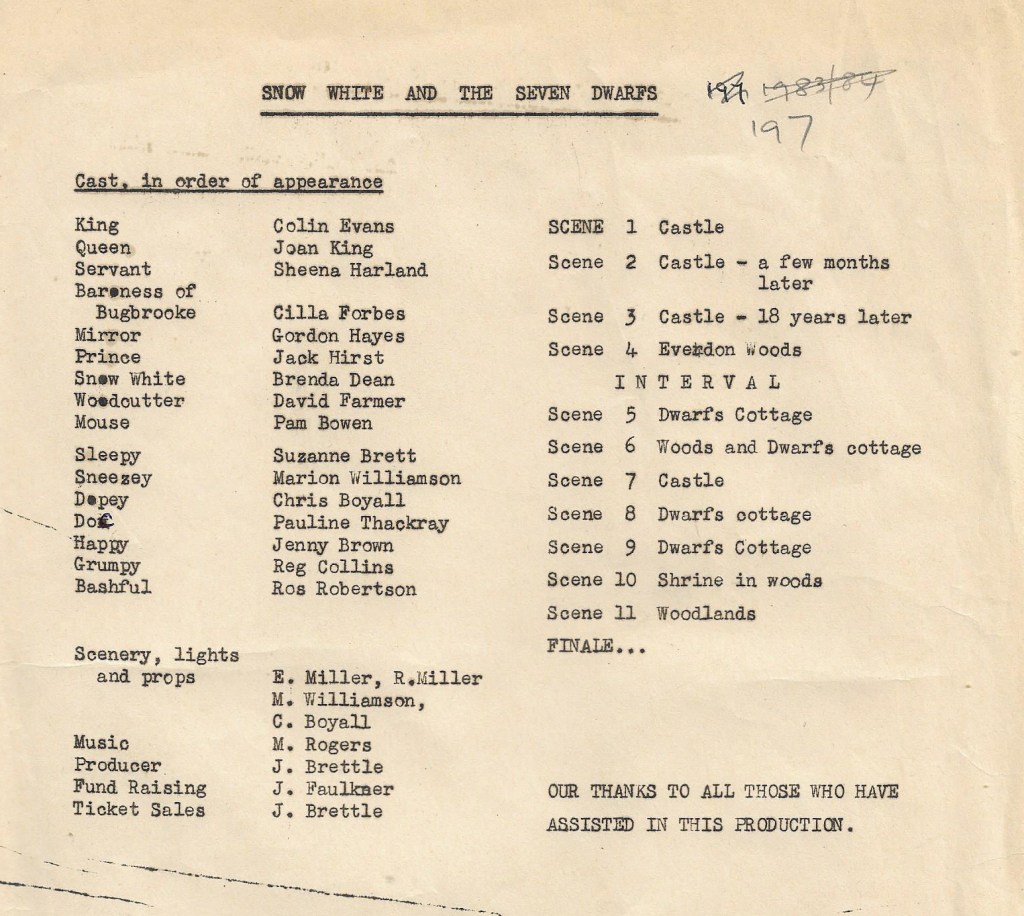 SNOW WHITE AND THE SEVEN DWARFS
1983/84
197
Cast, in order of appearance
King Colin Evans
Queen Joan King
Servant Sheena Harland
Baroness of
Bugbrooke Cilla Forbes
Mirror Gordon Hayes
Prince Jack Hirst
Snow White Brenda Dean
Woodcutter David Farmer
Mouse Pam Bowen
Sleepy Suzanne Brett
Sneezey Marion Williamson
Dopey Chris Boyall
Doc Pauline Thackray
Happy Jenny Brown
Grumpy Reg Collins
Bashful Ros Robertson
Scenery, lights
and props E. Miller, R.Miller
M. Williamson,
C. Boyall
Music M. Rogers
Producer J. Brettle
Fund Raising J. Faulkner
Ticket Sales J. Brettle
SCENE 1 Castle
Scene 2 Castle - a few months
later
Scene 3 Castle - 18 years later
Scene 4 Everdon Woods
I N T E R V A L
Scene 5 Dwarfs Cottage
Scene 6 Woods and Dwarfs cottage
Scene 7 Castle
Scene 8 Dwarfs cottage
Scene 9 Dwarfs Cottage
Scene 10 Shrine in woods
Scene 11 Woodlands
FINALE...
OUR THANKS TO ALL THOSE WHO HAVE
ASSISTED IN THIS PRODUCTION.